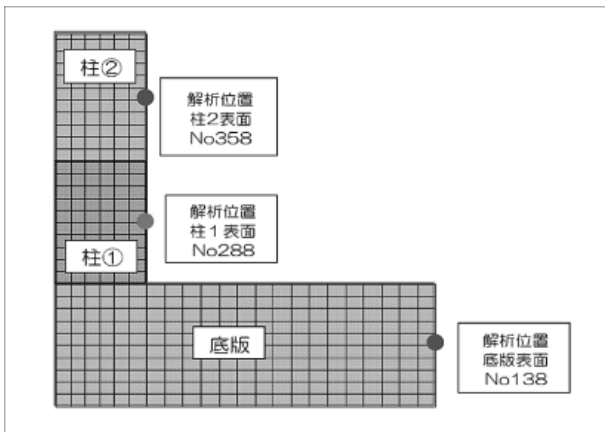 柱②
解析位置
柱2表面
No358
解析位置
柱1表面
No288
柱①
底版
解析位置
底版表面
No138